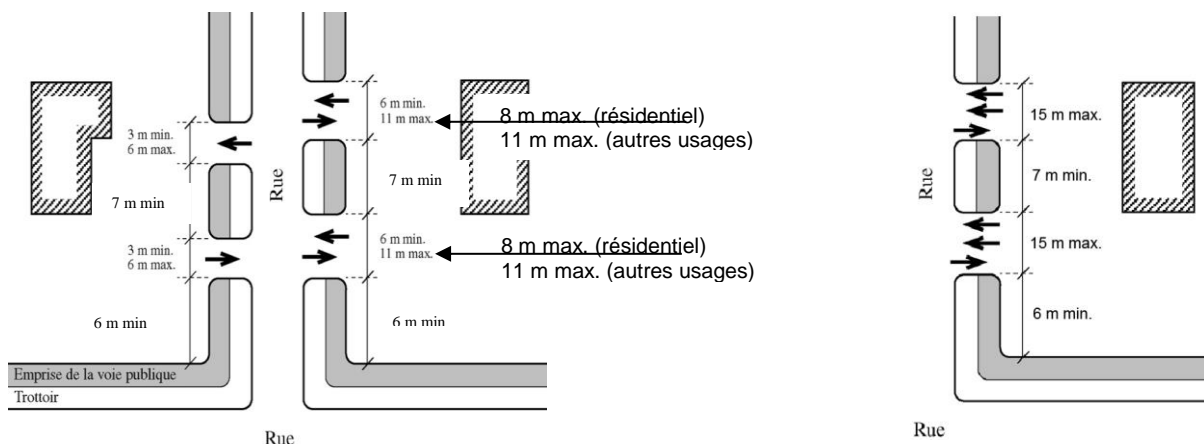 3 m min.
6 m max.
7 m min
3 m min.
6 m max.
6 m min
Emprise de la voie publique
Trottoir
Rue
Rue
6 m min.
11 m max.
8 m max. (résidentiel)
11 m max. (autres usages)
7 m min
6 m min.
11 m max.
8 m max. (résidentiel)
11 m max. (autres usages)
6 m min
Rue
15 m max.
7 m min.
15 m max.
6 m min.
Rue